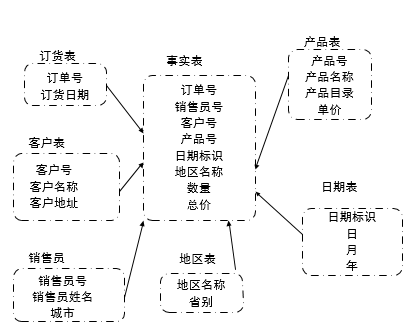 订货表
订单号
订货日期
事实表
订单号
销售员号
客户号
产品号
日期标识
地区名称
数量
总价
产品表
产品号
产品名称
产品目录
单价
客户表
客户号
客户名称
客户地址
日期表
日期标识
日
月
年
销售员
销售员号
销售员姓名
城市
地区表
地区名称
省别